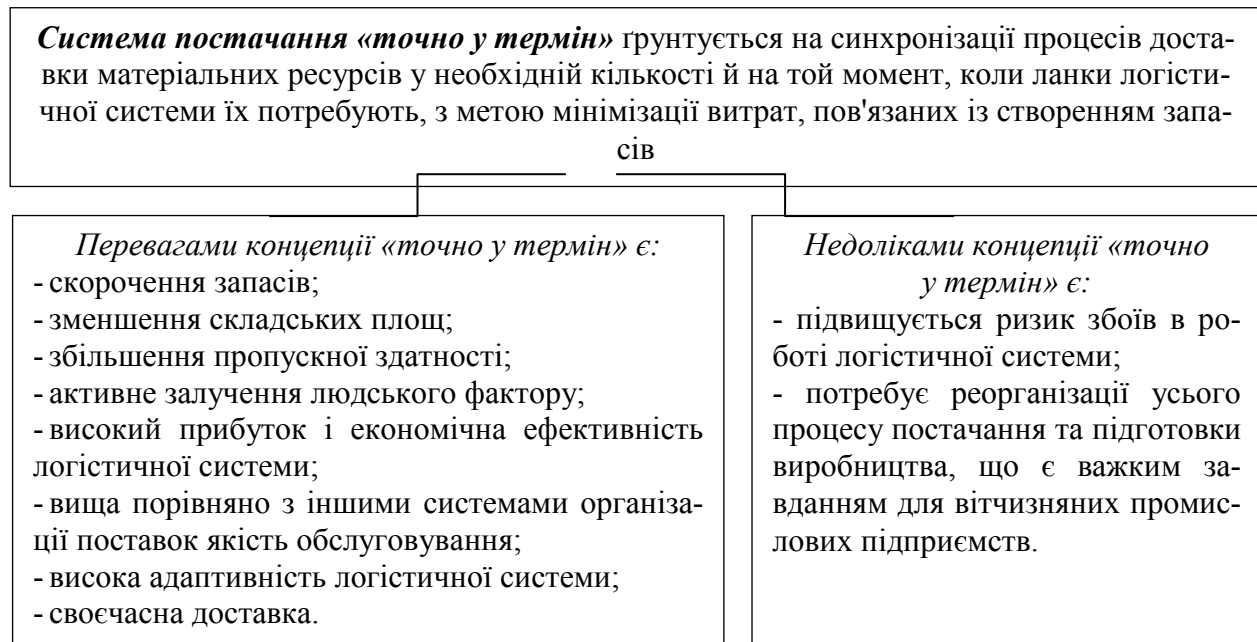 Система постачання «точно у термін» ґрунтується на синхронізації процесів доста-
вки матеріальних ресурсів у необхідній кількості й на той момент, коли ланки логісти-
чної системи їх потребують, з метою мінімізації витрат, пов'язаних із створенням запа-
сів
Перевагами концепції «точно у термін» є:
- скорочення запасів;
- зменшення складських площ;
- збільшення пропускної здатності;
- активне залучення людського фактору;
- високий прибуток і економічна ефективність
логістичної системи;
- вища порівняно з іншими системами організа-
ції поставок якість обслуговування;
- висока адаптивність логістичної системи;
- своєчасна доставка.
Недоліками концепції «точно
у термін» є:
- підвищується ризик збоїв в ро-
боті логістичної системи;
- потребує реорганізації усього
процесу постачання та підготовки
виробництва, що є важким за-
вданням для вітчизняних промис-
лових підприємств.